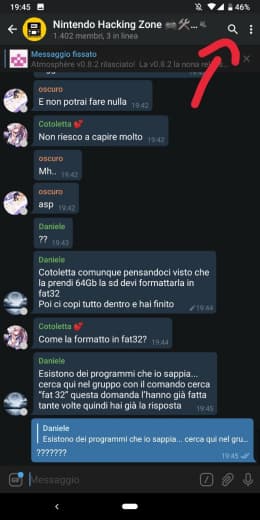 19:45
46%
Nintendo Hacking Zone
1.402 membri, 3 in linea
Messaggio fissato
Atmosphère v0.8.2 rilasciato! La v0.8.2 la nona rel...
oscuro
E non potrai fare nulla 19:42
Cotoletta
Non riesco a capire molto 19:42
oscuro
Mh.. 19:42
oscuro
asp 19:42
Daniele
?? 19:43
Daniele
Cotoletta comunque pensandoci visto che
la prendi 64Gb la sd devi formattarla in
fat32
Poi ci copi tutto dentro e hai finito 19:44
Cotoletta
Come la formatto in fat32? 19:44
Daniele
Esistono dei programmi che io sappia...
cerca qui nel gruppo con il comando cerca
“fat 32” questa domanda l'hanno già fatta
tante volte quindi hai già la risposta 19:45
Daniele
Esistono dei programmi che io sappia... cerca qui nel gru...
??????? 19:45
GIF
Messaggio